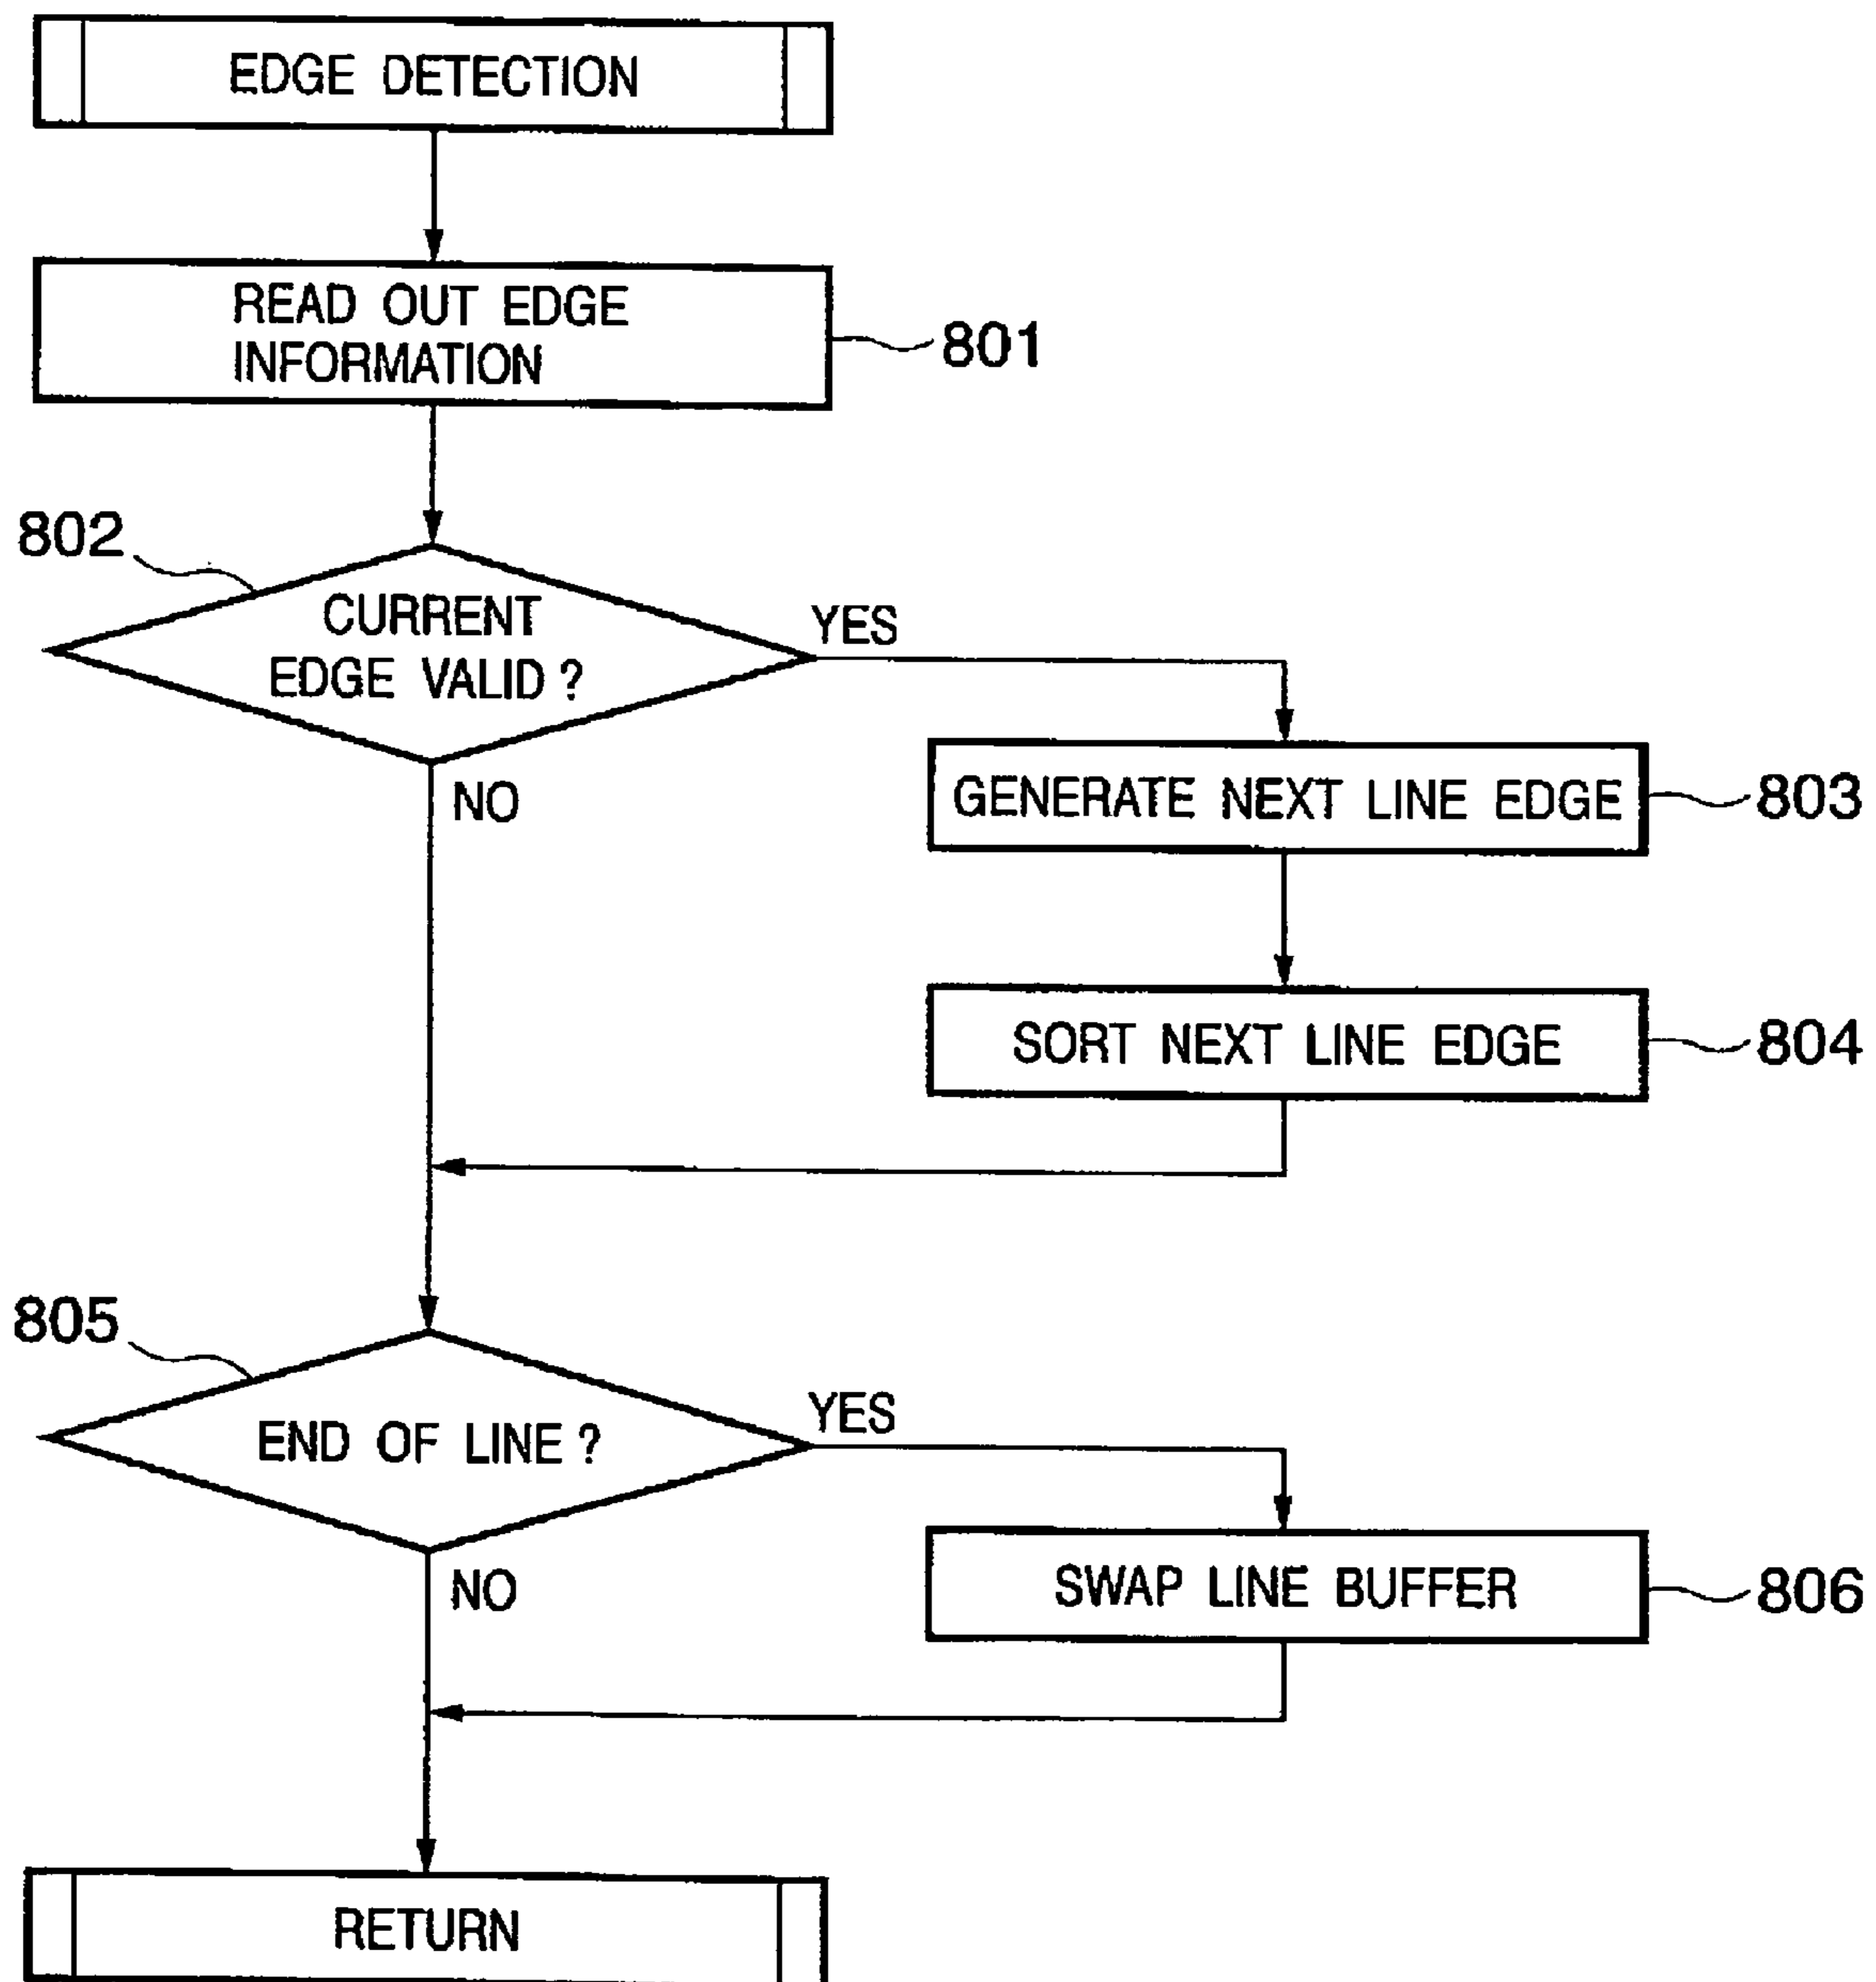 EDGE DETECTION
READ OUT EDGE
INFORMATION
801
802
CURRENT
EDGE VALID ?
YES
NO
GENERATE NEXT LINE EDGE
803
SORT NEXT LINE EDGE
804
805
END OF LINE ?
YES
NO
SWAP LINE BUFFER
806
RETURN